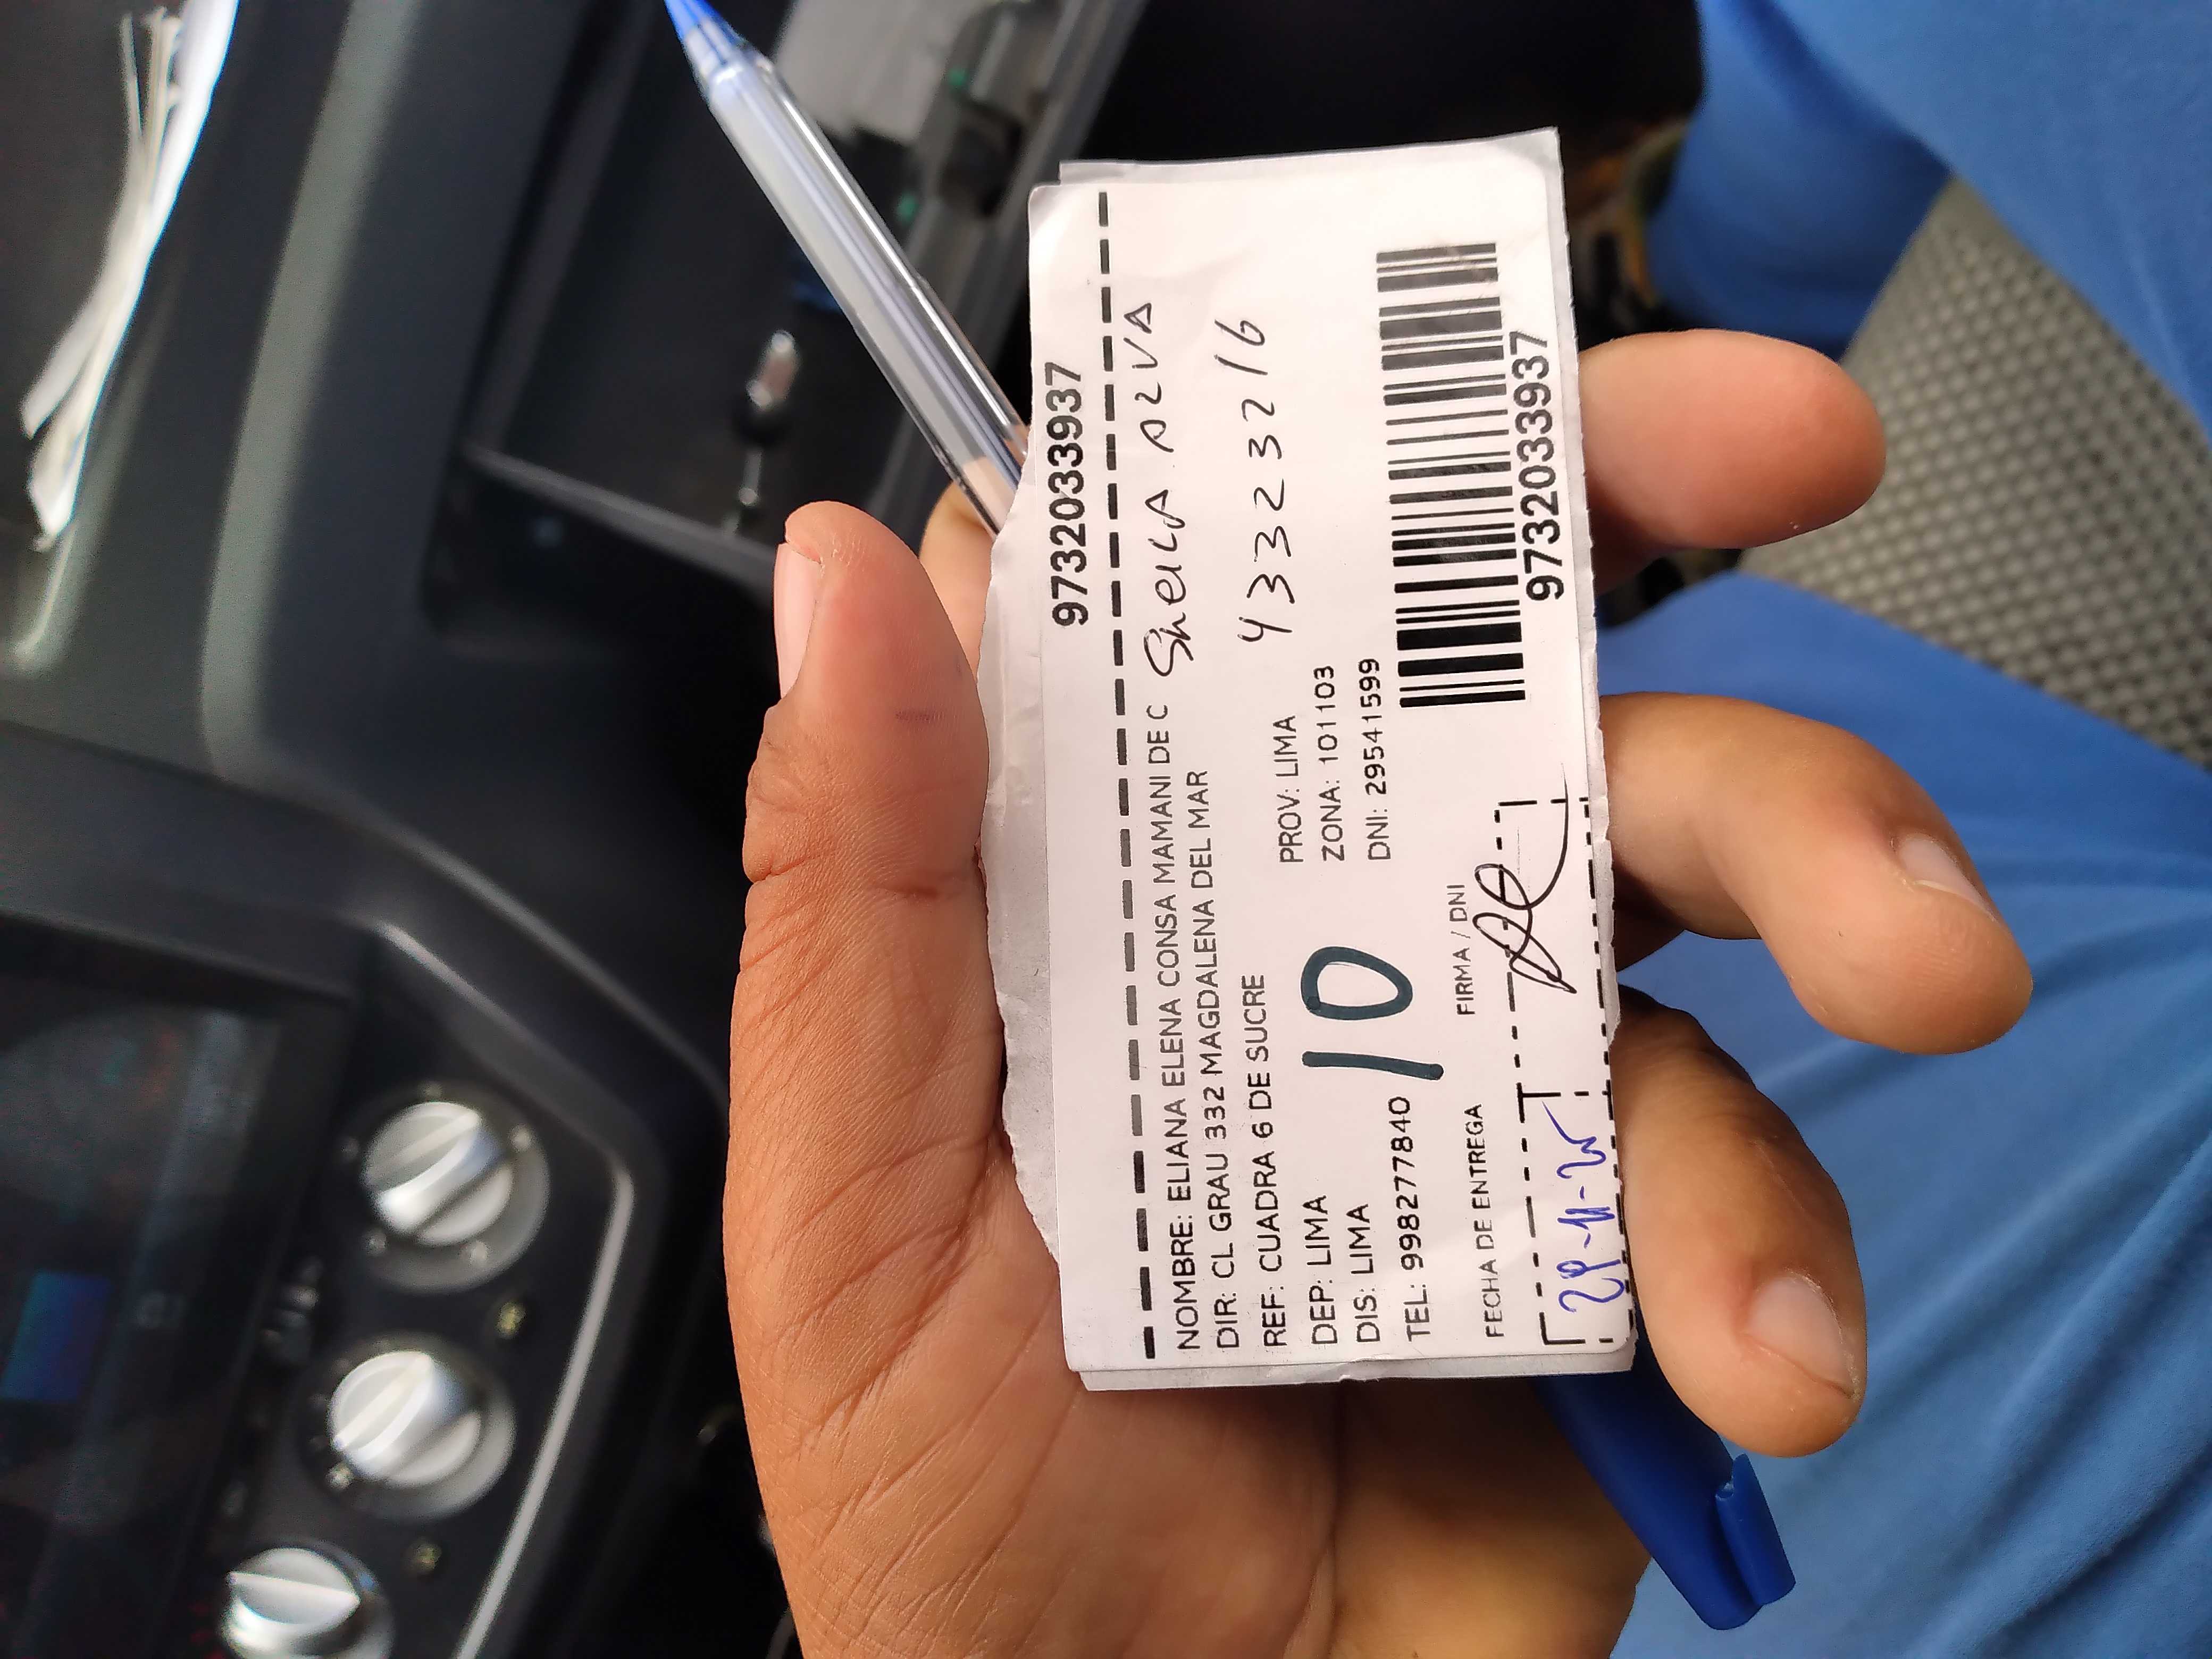 9732033937
NOMBRE: ELIANA ELENA CONSA MAMANI DE C
Sheila
DIR: CL GRAU 332 MAGDALENA DEL MAR
REF: CUADRA 6 DE SUCRE
43323216
DEP: LIMA
PROV: LIMA
DIS: LIMA
ZONA: 101103
TEL: 998277840
DNI: 29541599
10
FECHA DE ENTREGA
FIRMA / DNI
9732033937